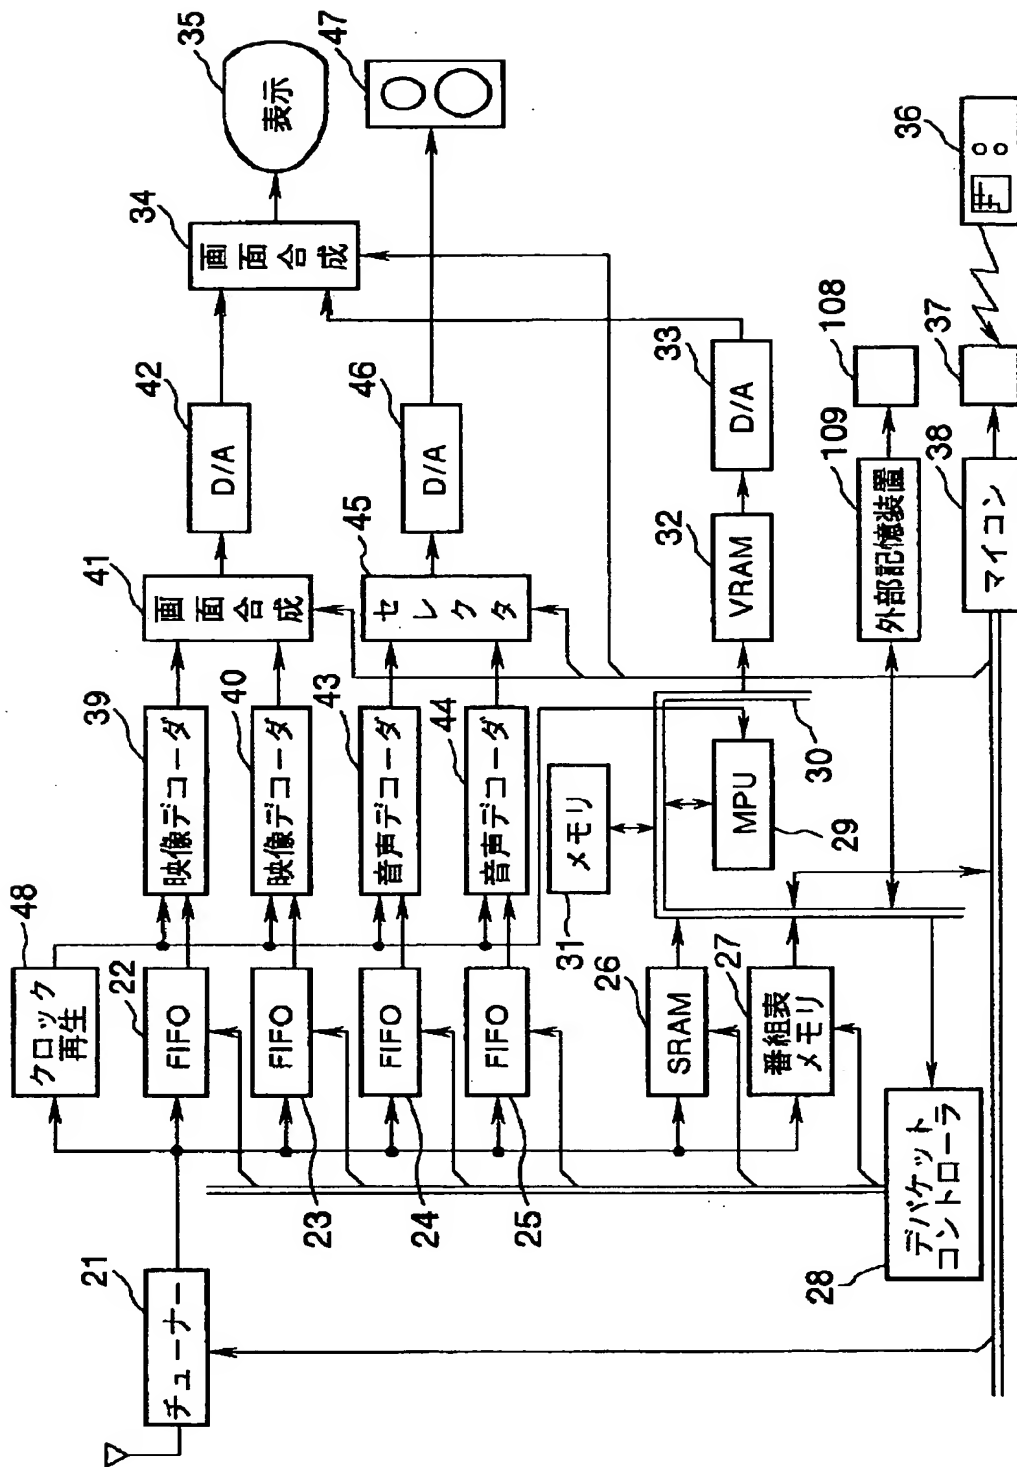 21
チューナー
48
クロック
再生
22
FIFO
23
FIFO
24
FIFO
25
FIFO
26
SRAM
27
番組表
メモリ
28
デパケット
コントローラ
39
映像デコーダ
40
映像デコーダ
43
音声デコーダ
44
音声デコーダ
31
メモリ
MPU
29
30
41
画面合成
45
セレクタ
42
D/A
46
D/A
32
VRAM
33
D/A
34
画面合成
35
表示
47
109
外部記憶装置
108
38
マイコン
37
36